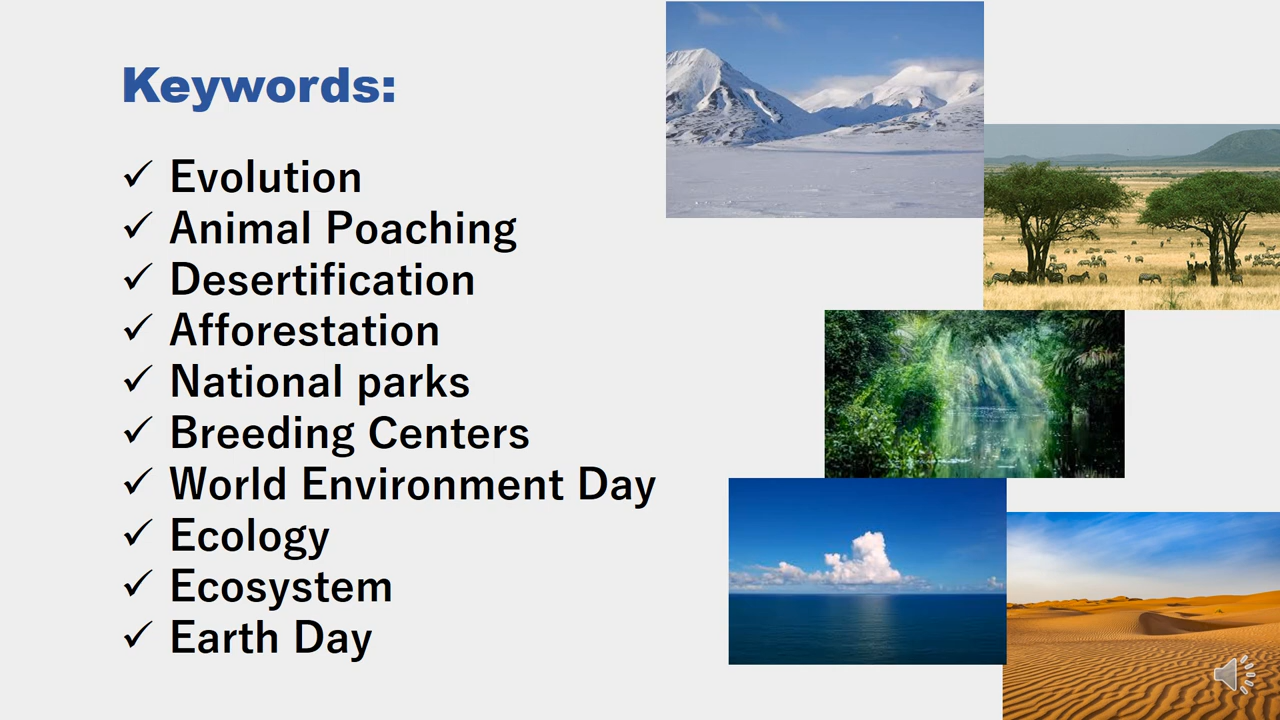 Keywords:
✓ Evolution
✓ Animal Poaching
✓ Desertification
✓ Afforestation
✓ National parks
✓ Breeding Centers
✓ World Environment Day
✓ Ecology
✓ Ecosystem
✓ Earth Day